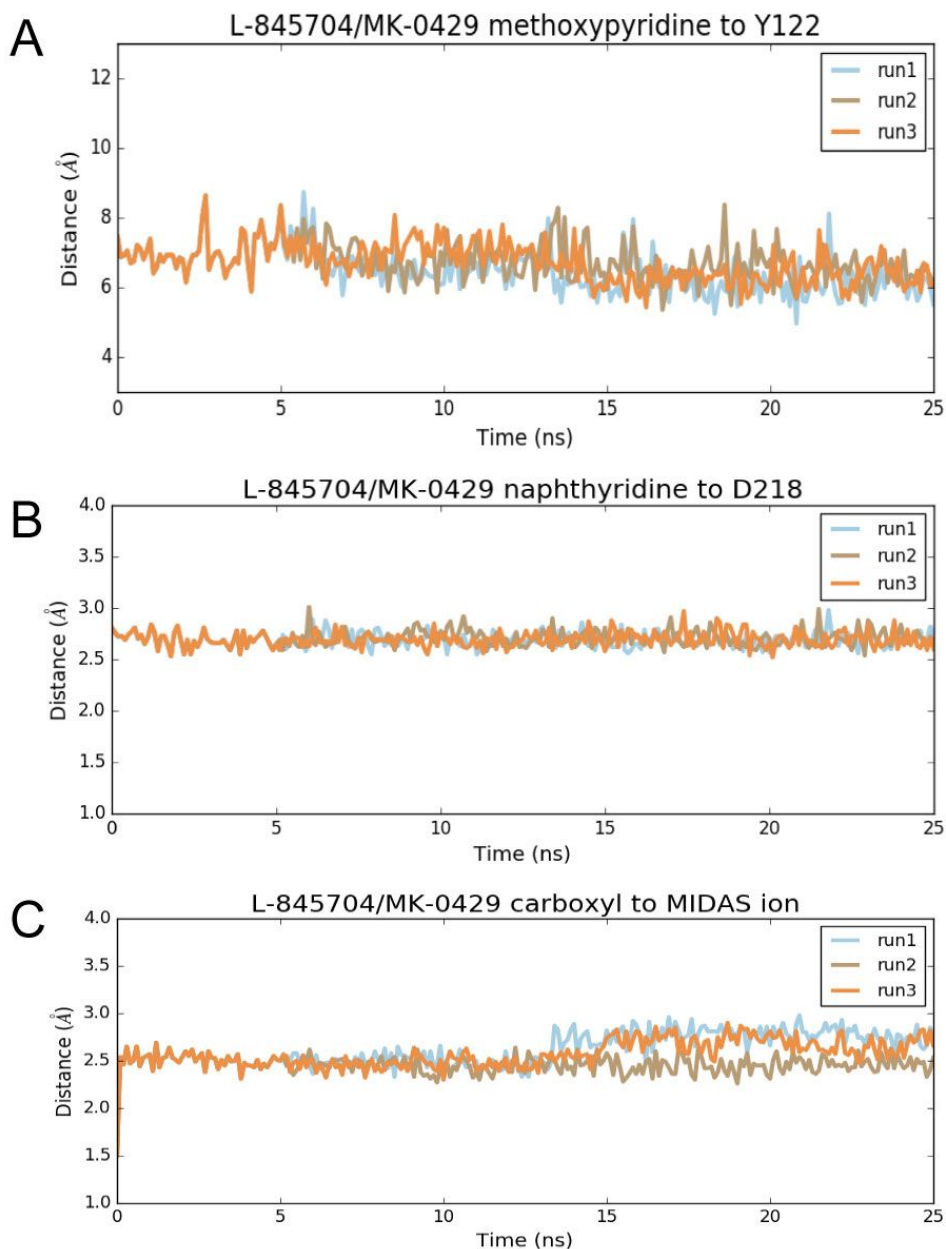 A
L-845704/MK-0429 methoxypyridine to Y122
run1
run2
run3
12
10
8
6
4
Distance (Å)
0 5 10 15 20 25
Time (ns)
B
L-845704/MK-0429 naphthyridine to D218
run1
run2
run3
4.0
3.5
3.0
2.5
2.0
1.5
1.0
Distance (Å)
0 5 10 15 20 25
Time (ns)
C
L-845704/MK-0429 carboxyl to MIDAS ion
run1
run2
run3
4.0
3.5
3.0
2.5
2.0
1.5
1.0
Distance (Å)
0 5 10 15 20 25
Time (ns)